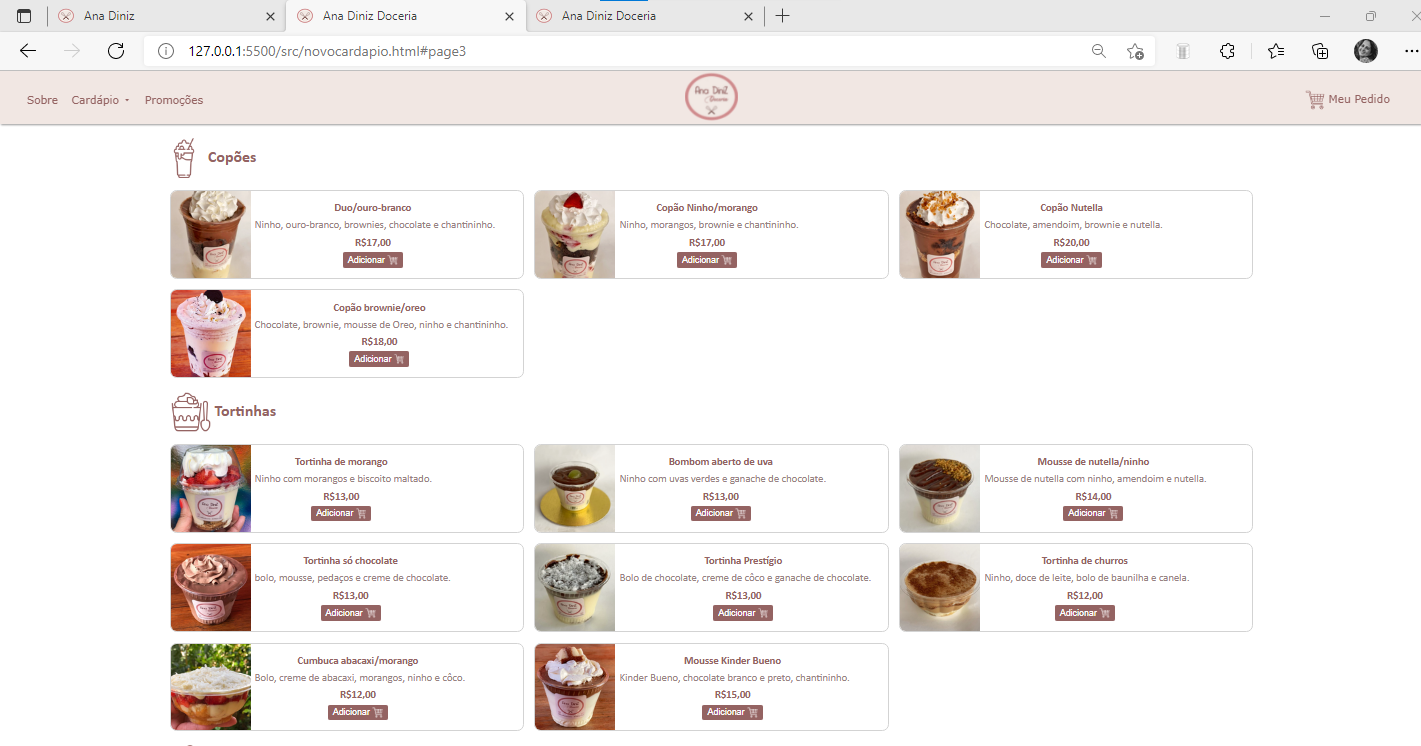 Ana Diniz
Ana Diniz Doceria
Ana Diniz Doceria
127.0.0.1:5500/src/novocardapio.html#page3
Sobre Cardápio Promoções
Ana Diniz
Doceria
Meu Pedido
Copões
Duo/ouro-branco
Ninho, ouro-branco, brownies, chocolate e chantininho.
R$17,00
Adicionar
Copão Ninho/morango
Ninho, morangos, brownie e chantininho.
R$17,00
Adicionar
Copão Nutella
Chocolate, amendoim, brownie e nutella.
R$20,00
Adicionar
Copão brownie/oreo
Chocolate, brownie, mousse de Oreo, ninho e chantininho.
R$18,00
Adicionar
Tortinhas
Tortinha de morango
Ninho com morangos e biscoito maltado.
R$13,00
Adicionar
Bombom aberto de uva
Ninho com uvas verdes e ganache de chocolate.
R$13,00
Adicionar
Mousse de nutella/ninho
Mousse de nutella com ninho, amendoim e nutella.
R$14,00
Adicionar
Tortinha só chocolate
bolo, mousse, pedaços e creme de chocolate.
R$13,00
Adicionar
Tortinha Prestígio
Bolo de chocolate, creme de côco e ganache de chocolate.
R$13,00
Adicionar
Tortinha de churros
Ninho, doce de leite, bolo de baunilha e canela.
R$12,00
Adicionar
Cumbuca abacaxi/morango
Bolo, creme de abacaxi, morangos, ninho e côco.
R$12,00
Adicionar
Mousse Kinder Bueno
Kinder Bueno, chocolate branco e preto, chantininho.
R$15,00
Adicionar